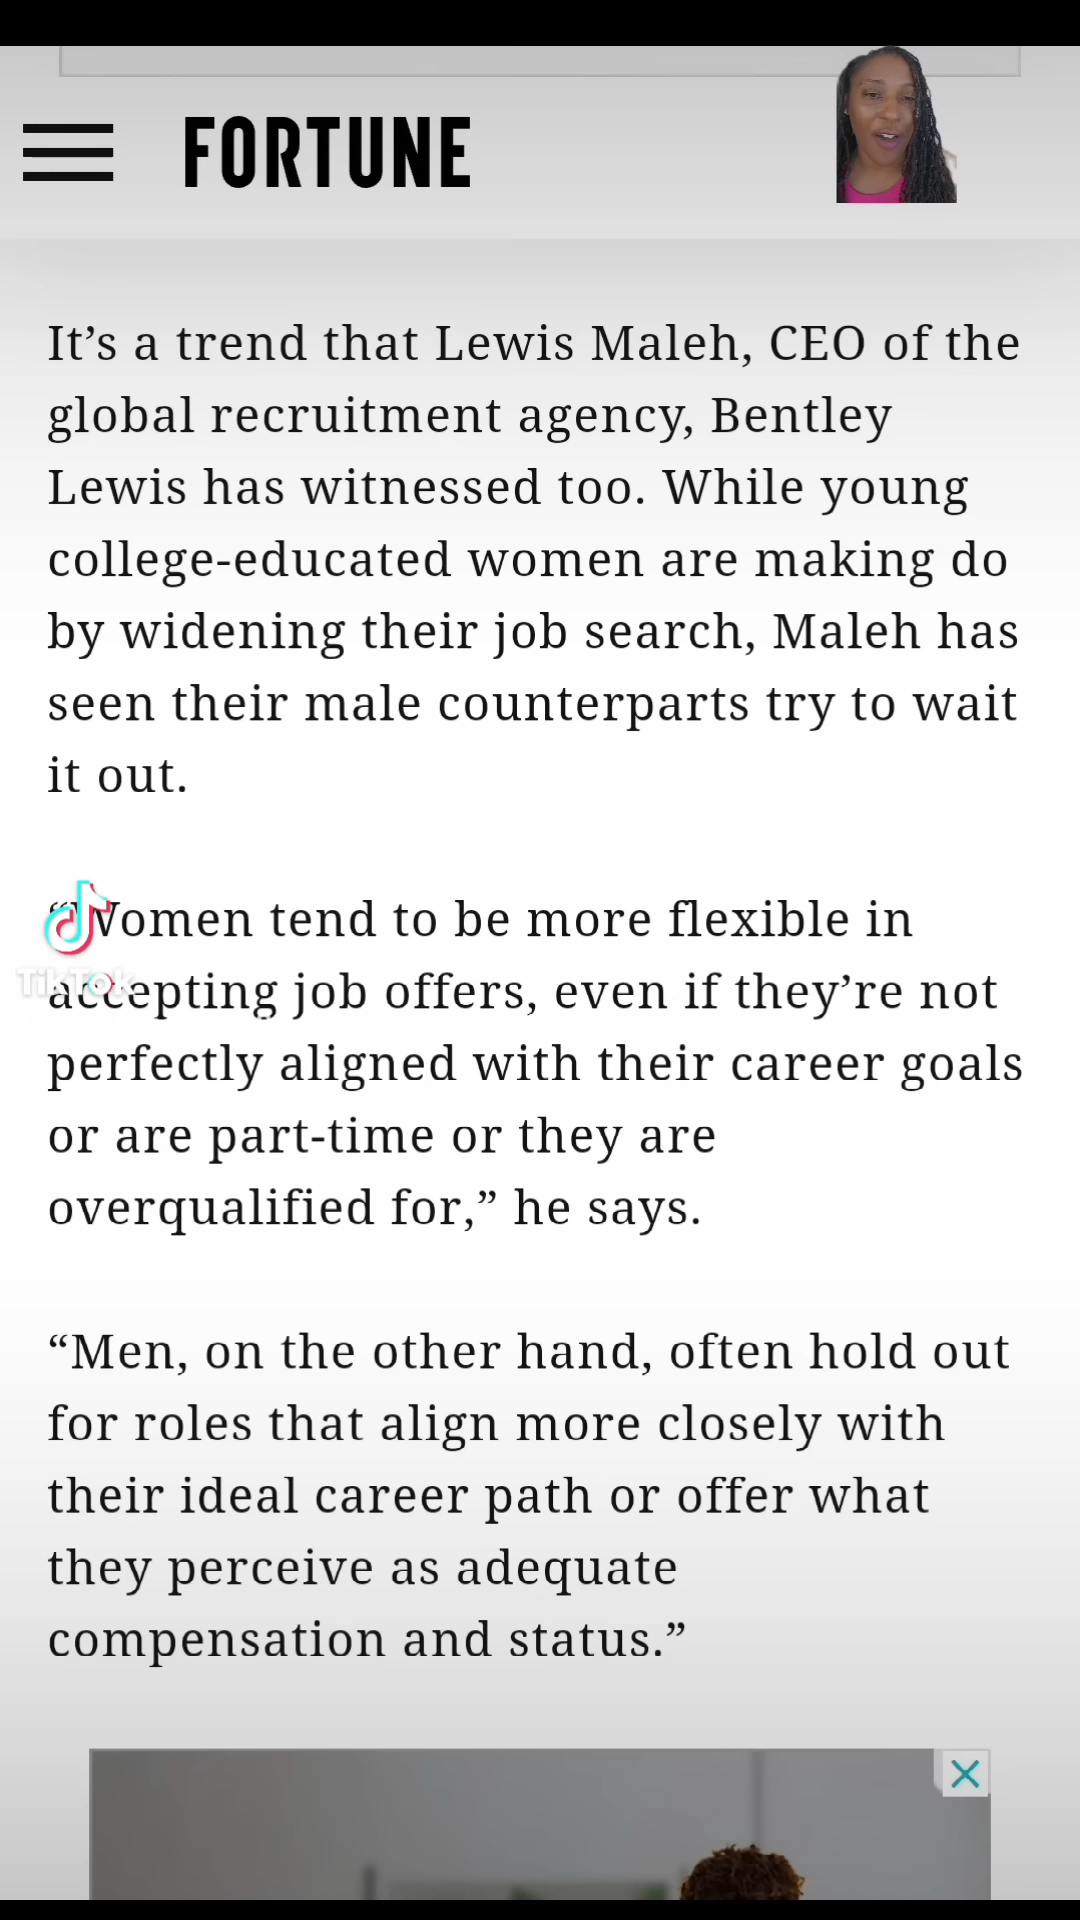 FORTUNE
It’s a trend that Lewis Maleh, CEO of the
global recruitment agency, Bentley
Lewis has witnessed too. While young
college-educated women are making do
by widening their job search, Maleh has
seen their male counterparts try to wait
it out.
“Women tend to be more flexible in
TikTok
accepting job offers, even if they’re not
perfectly aligned with their career goals
or are part-time or they are
overqualified for,” he says.
“Men, on the other hand, often hold out
for roles that align more closely with
their ideal career path or offer what
they perceive as adequate
compensation and status.”